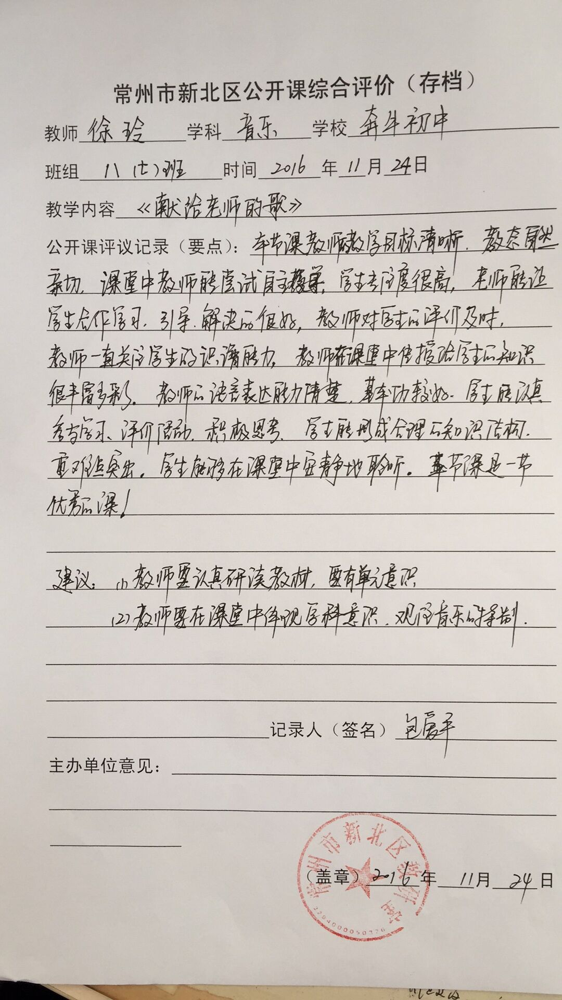 常州市新北区公开课综合评价（存档）
教师 徐玲 学科 音乐 学校 奔牛初中
班组 八（七）班 时间 2016 年 11 月 24 日
教学内容 《献给老师的歌》
公开课评议记录（要点）：本节课教师的教学目标清晰，教态自然
亲切，课堂中教师能尝试自主，学生专注度很高，老师能让
学生合作学习、引导、解决的很好，教师对学生的评价及时，
教师一直关注学生的识谱能力，教师在课堂中传授给学生的知识
很丰富多彩。教师的语言表达能力清楚，基本功较好。学生能认真
参与学习、评价活动，积极思考，学生能形成合理的知识结构，
重难点突出。学生能够在课堂中安静地聆听。本节课是一节
优秀的课！
建议：(1)教师要认真研读教材，要有单元意识
(2)教师要在课堂中体现学科意识，音乐的
记录人（签名）包爱平
主办单位意见：
常州市新北区教研室
（盖章）2016 年 11 月 24 日